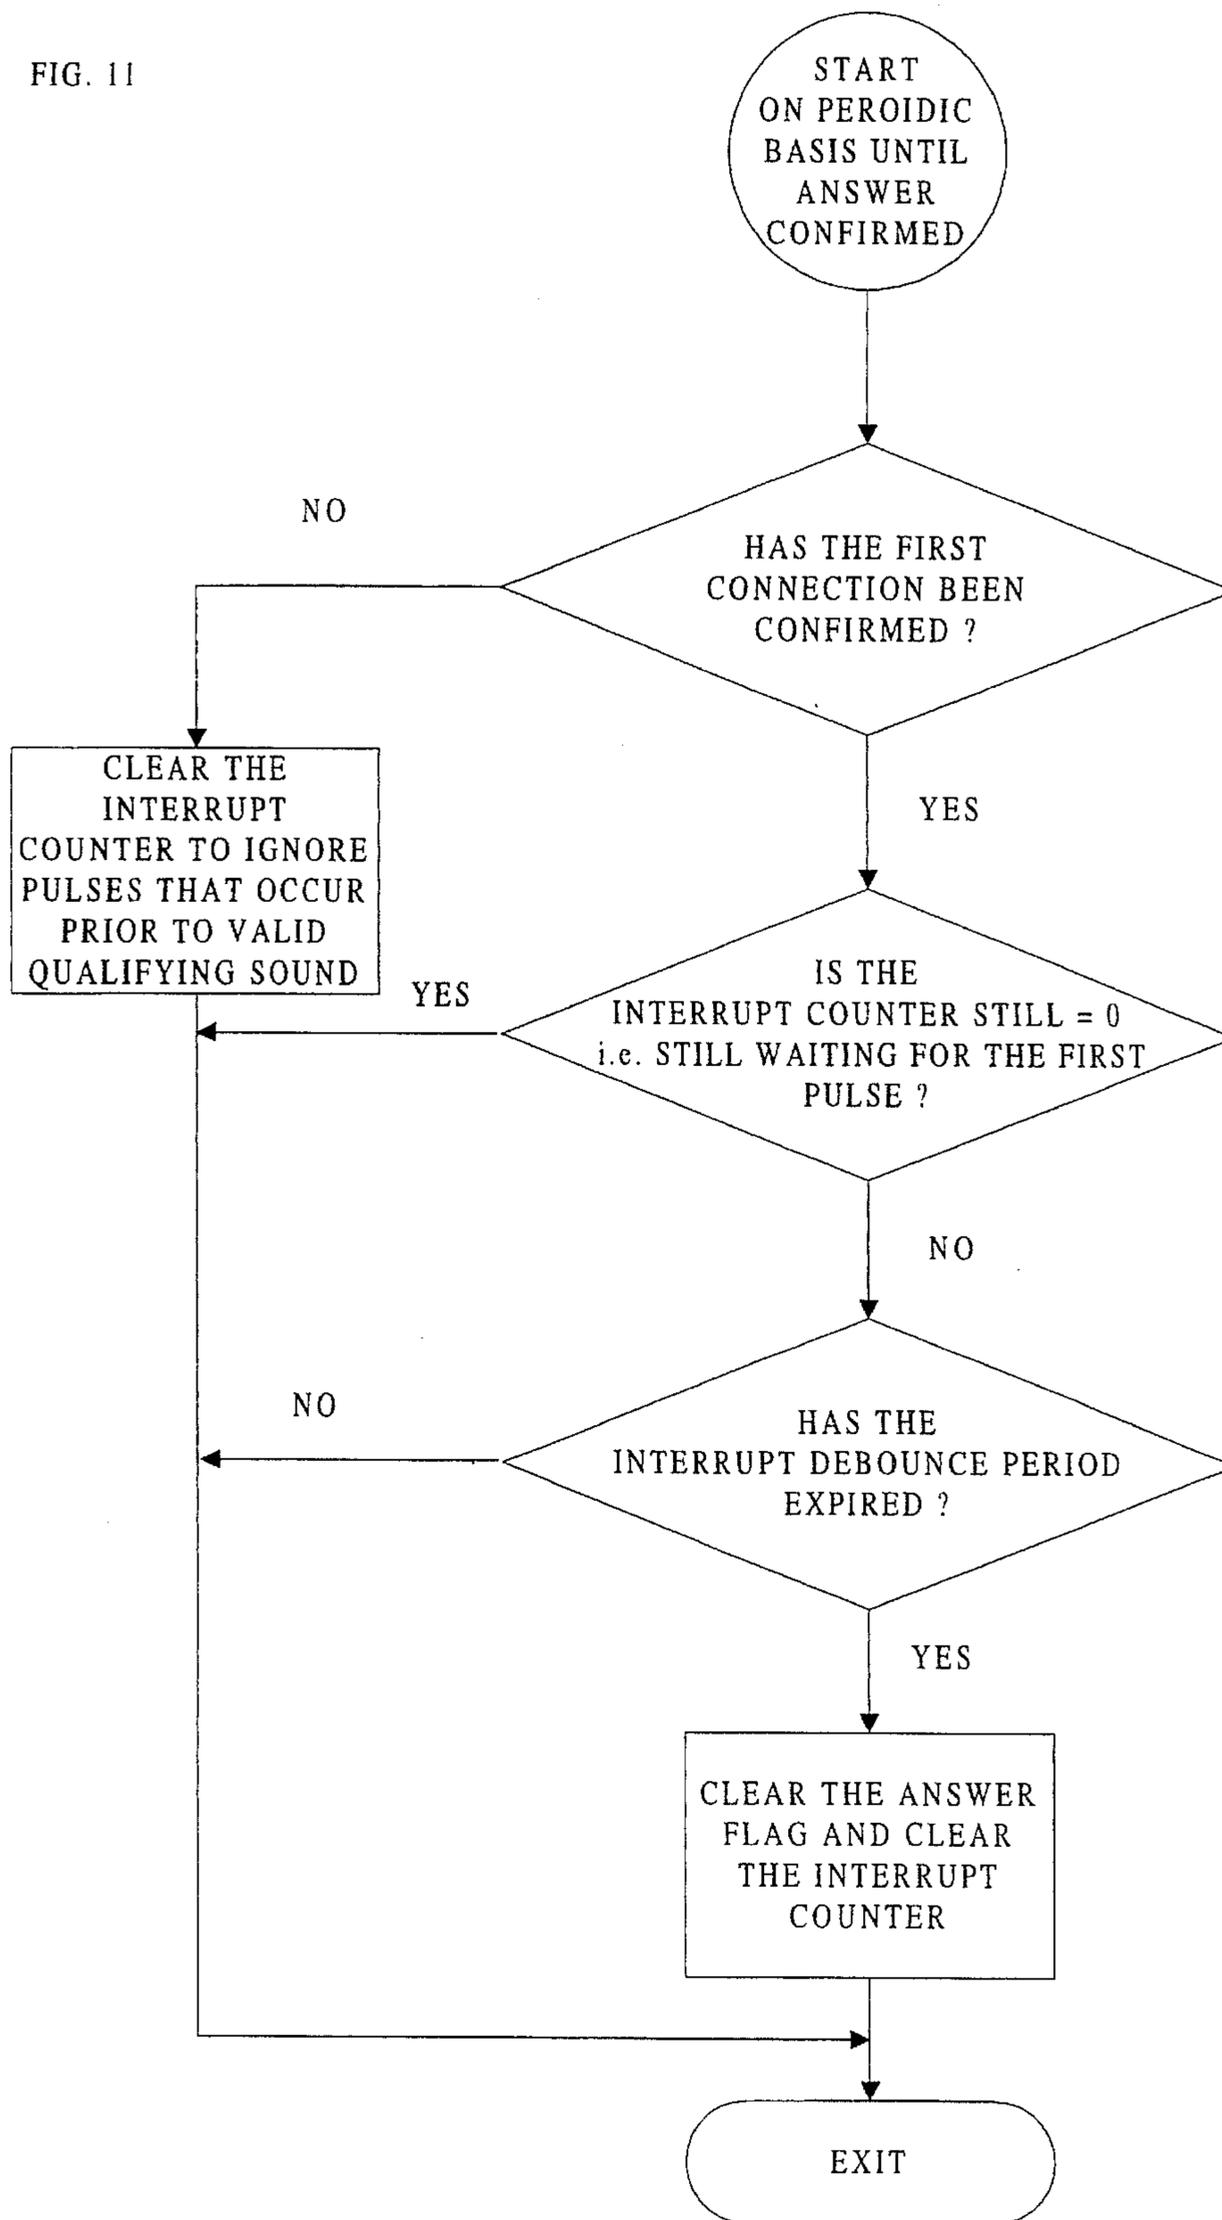 FIG. 11
START
ON PEROIDIC
BASIS UNTIL
ANSWER
CONFIRMED
NO
HAS THE FIRST
CONNECTION BEEN
CONFIRMED ?
CLEAR THE
INTERRUPT
COUNTER TO IGNORE
PULSES THAT OCCUR
PRIOR TO VALID
QUALIFYING SOUND
YES
YES
IS THE
INTERRUPT COUNTER STILL = 0
i.e. STILL WAITING FOR THE FIRST
PULSE ?
NO
NO
HAS THE
INTERRUPT DEBOUNCE PERIOD
EXPIRED ?
YES
CLEAR THE ANSWER
FLAG AND CLEAR
THE INTERRUPT
COUNTER
EXIT